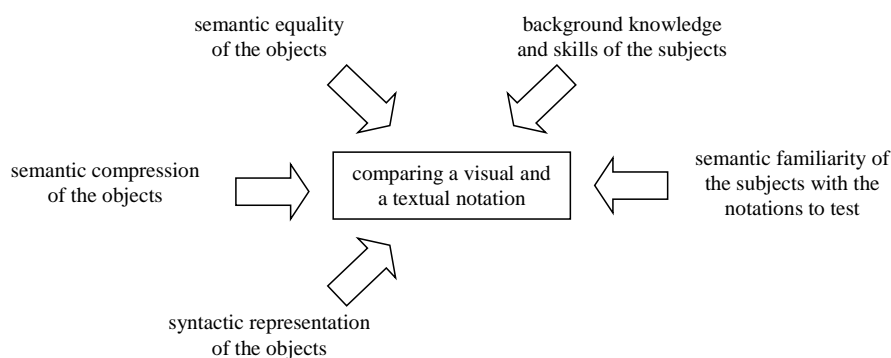 semantic equality
of the objects
background knowledge
and skills of the subjects
semantic compression
of the objects
comparing a visual and
a textual notation
semantic familiarity of
the subjects with the
notations to test
syntactic representation
of the objects